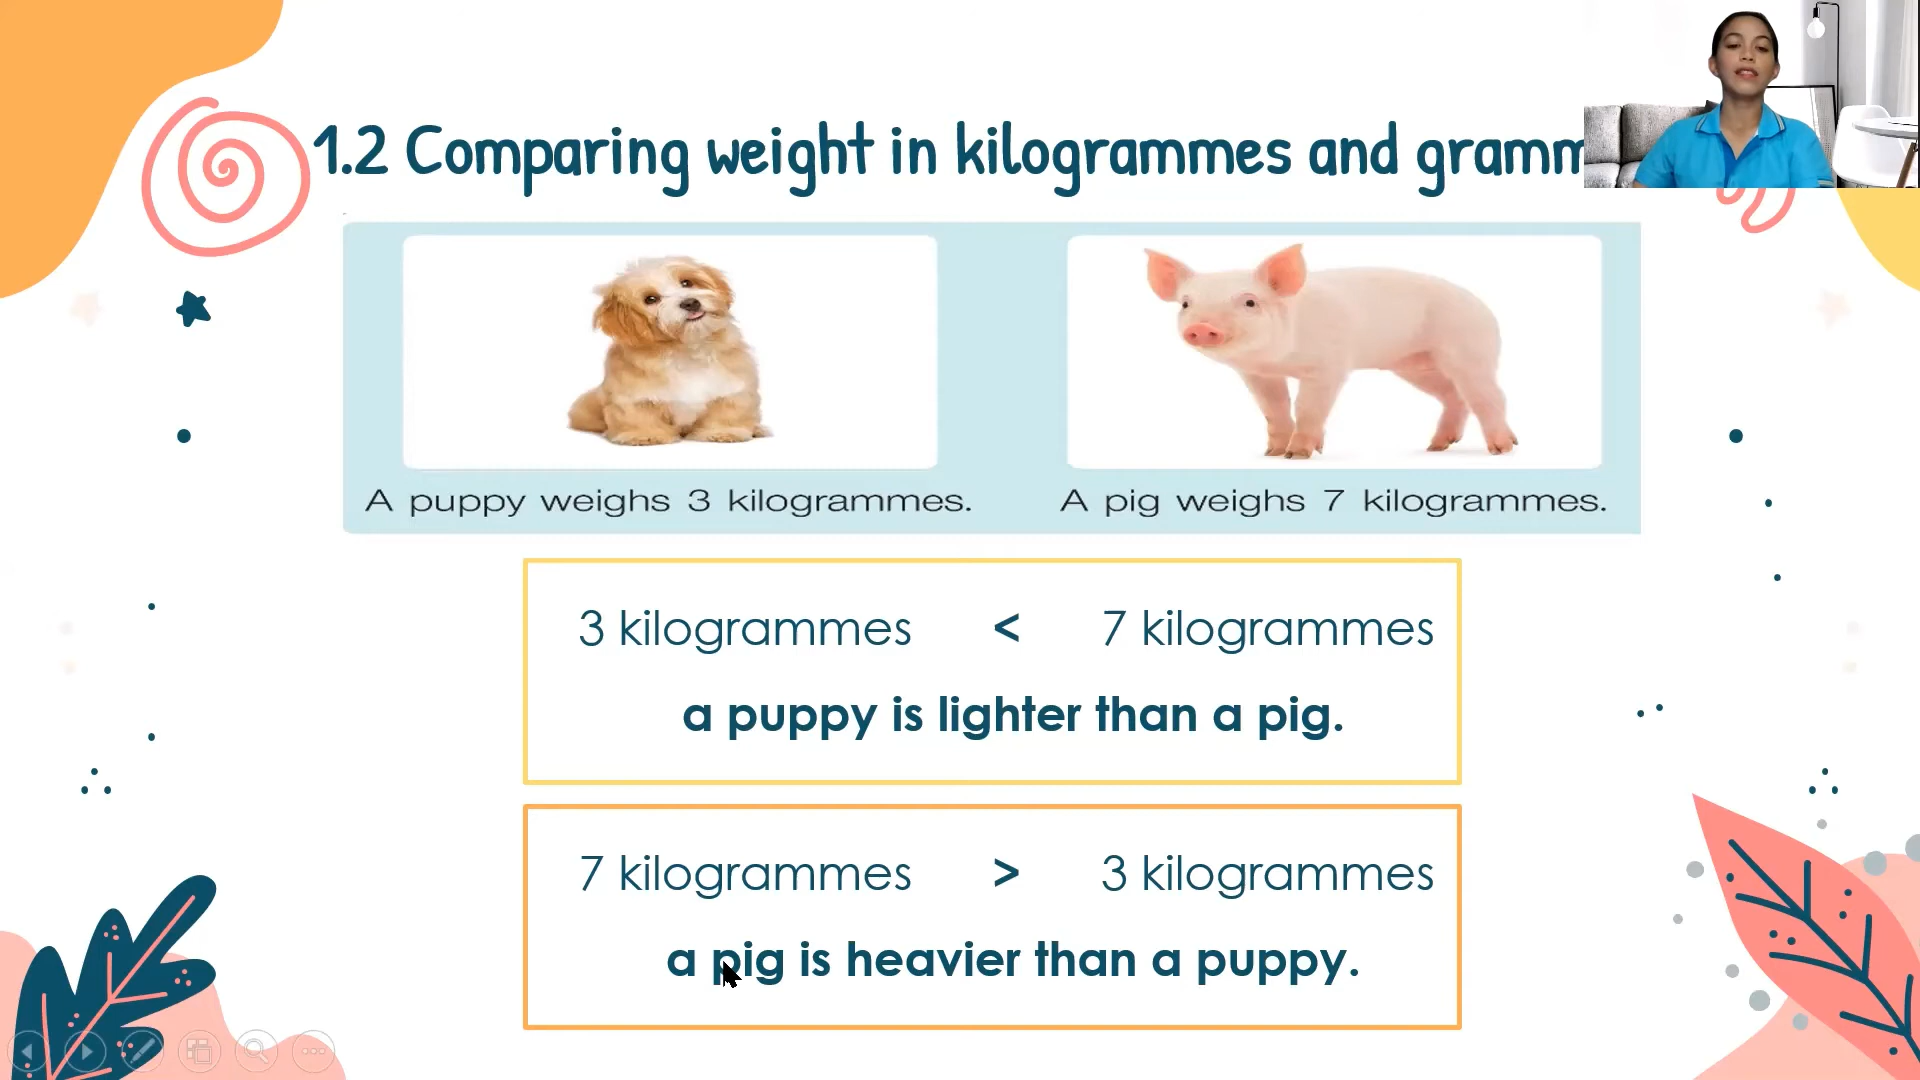 1.2 Comparing weight in kilogrammes and gramm
A puppy weighs 3 kilogrammes. A pig weighs 7 kilogrammes.
3 kilogrammes < 7 kilogrammes
a puppy is lighter than a pig.
7 kilogrammes > 3 kilogrammes
a pig is heavier than a puppy.